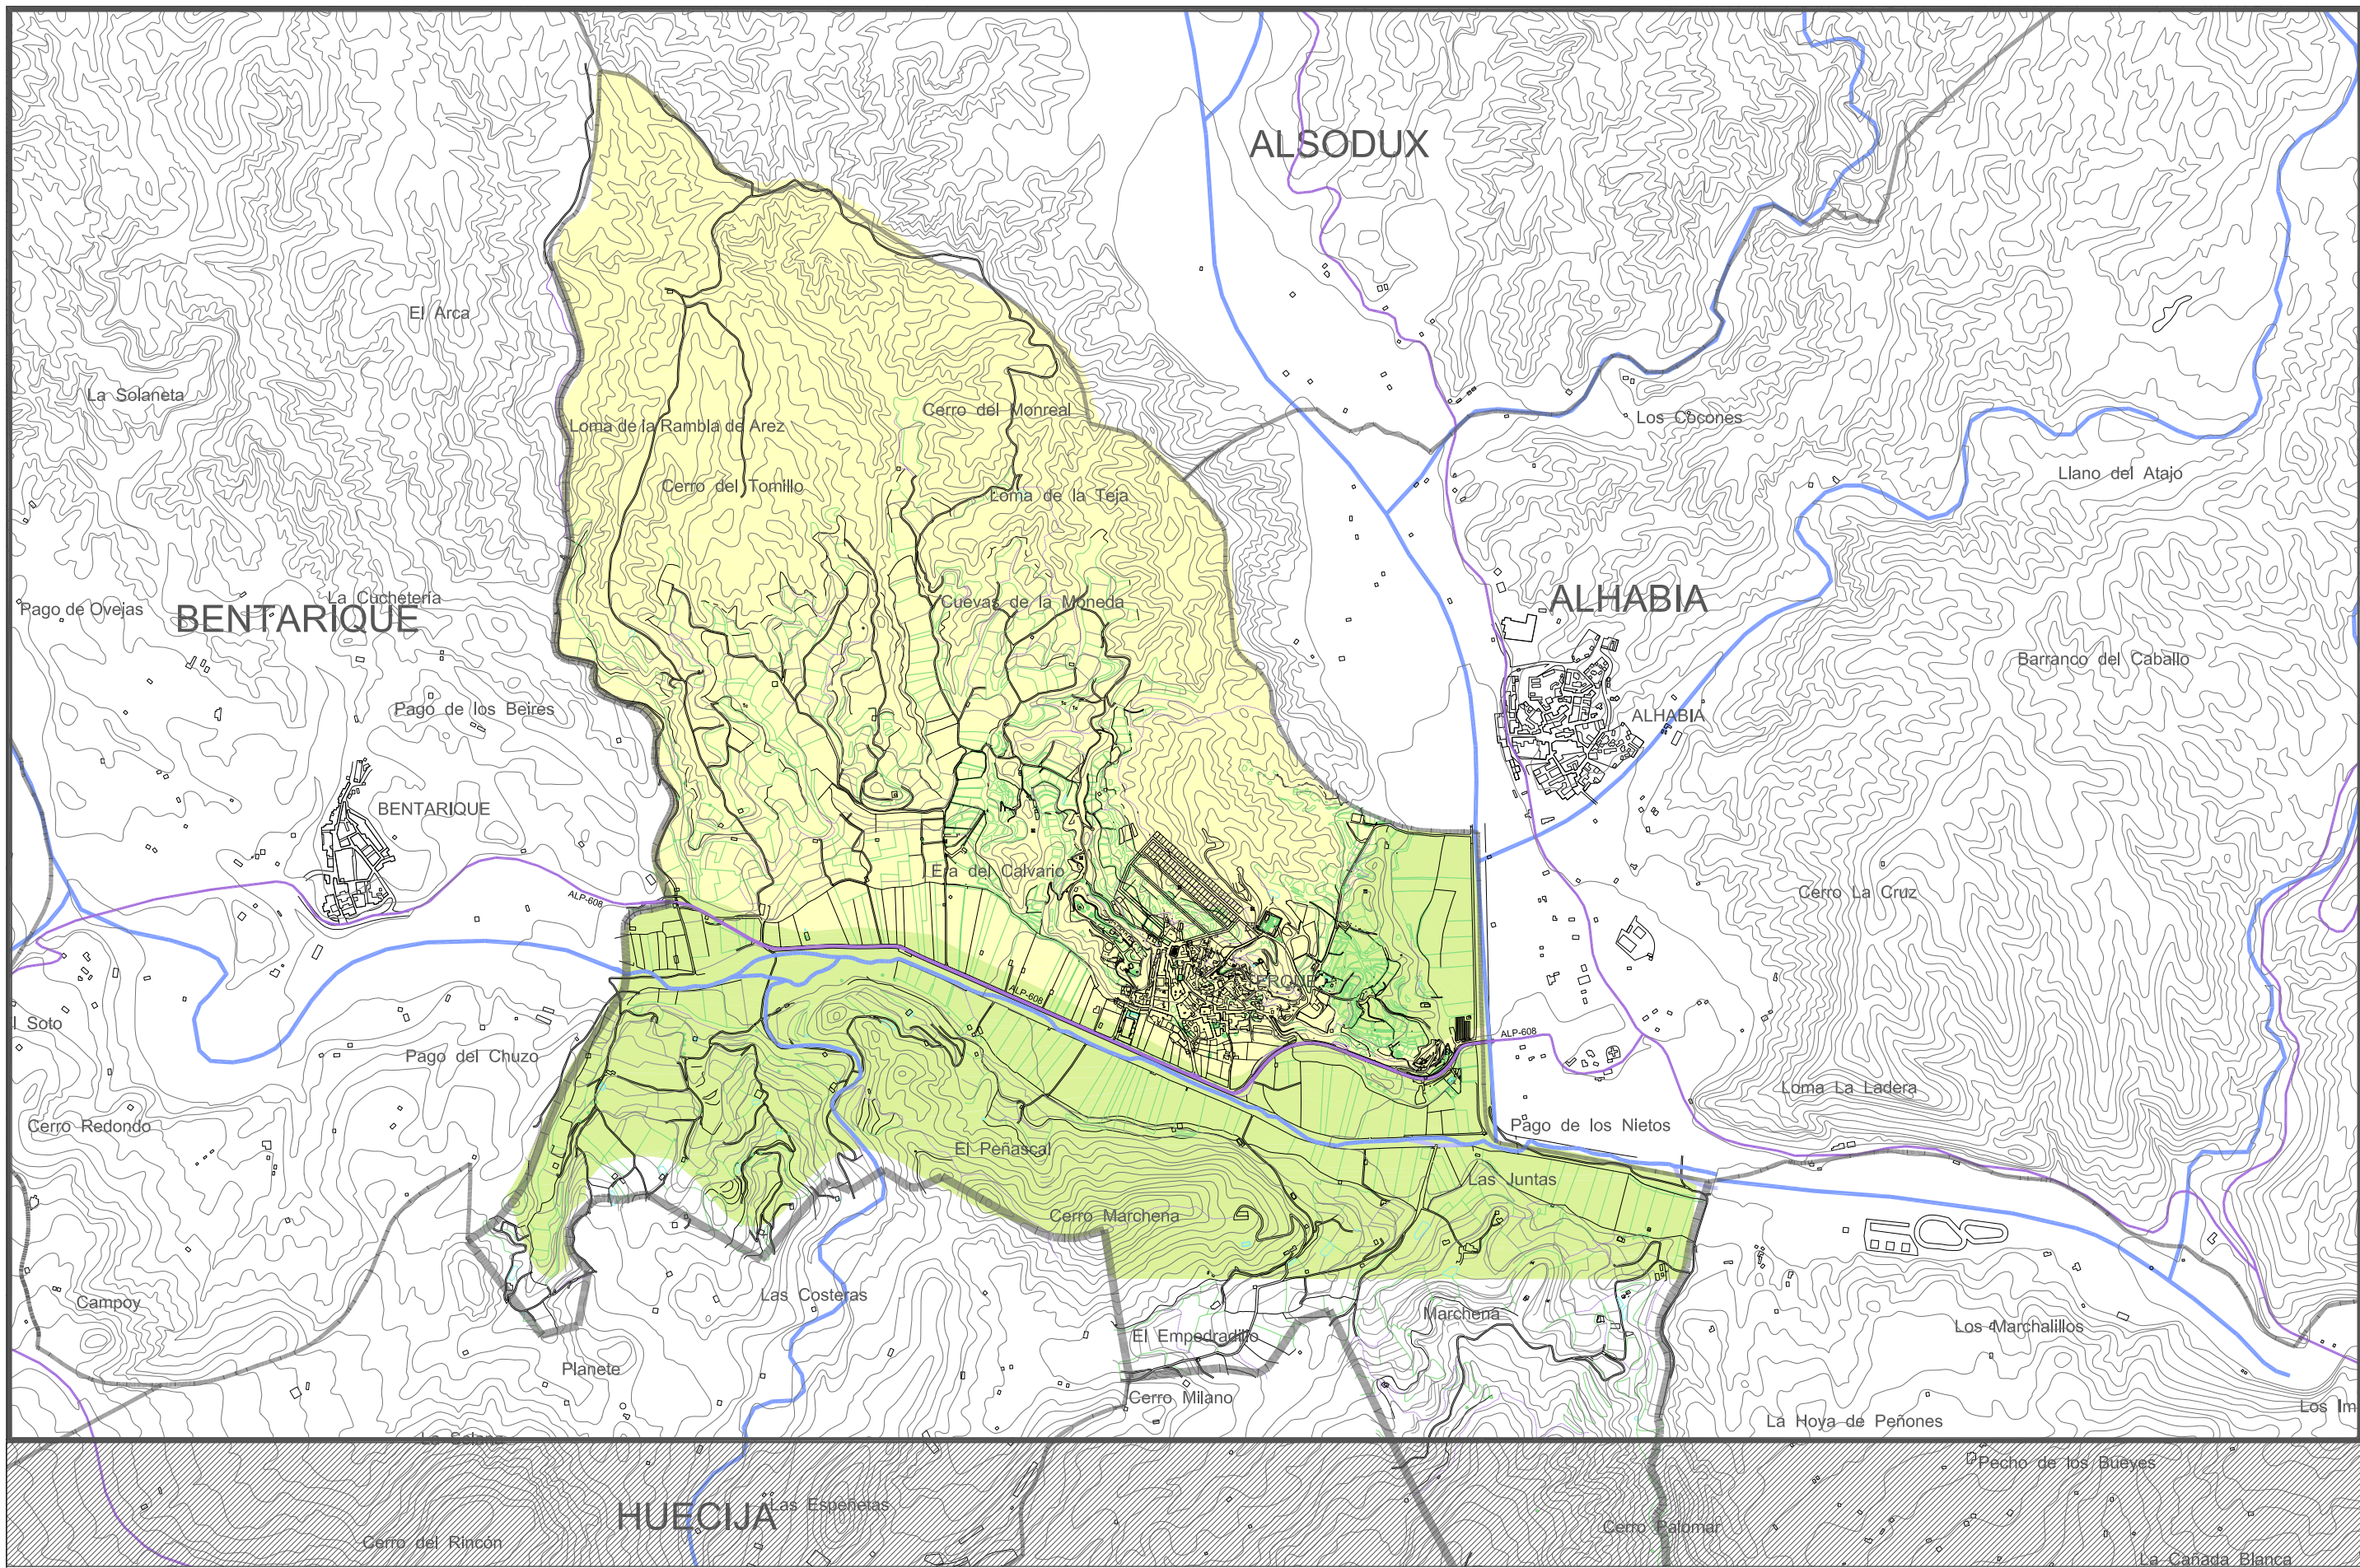 ALSODUX
El Arca
La Solaneta
Cerro del Monreal
Los Cocones
Loma de la Rambla de Arez
Llano del Atajo
Cerro del Tomillo
Loma de la Teja
La Cuchetería
Pago de Ovejas
BENTARIQUE
Cuevas de la Moneda
ALHABIA
Barranco del Caballo
Pago de los Beires
ALHABIA
BENTARIQUE
Era del Calvario
Cerro La Cruz
ALP-608
TERQUE
ALP-608
l Soto
ALP-608
Pago del Chuzo
Loma La Ladera
Cerro Redondo
Pago de los Nietos
El Peñascal
Las Juntas
Cerro Marchena
Las Costeras
Campoy
Marchena
Los Marchalillos
El Empedradillo
Planete
Cerro Milano
Los Im
La Hoya de Peñones
La Solana
Pecho de los Bueyes
Las Espeñetas
HUECIJA
Cerro Palomar
Cerro del Rincón
La Cañada Blanca